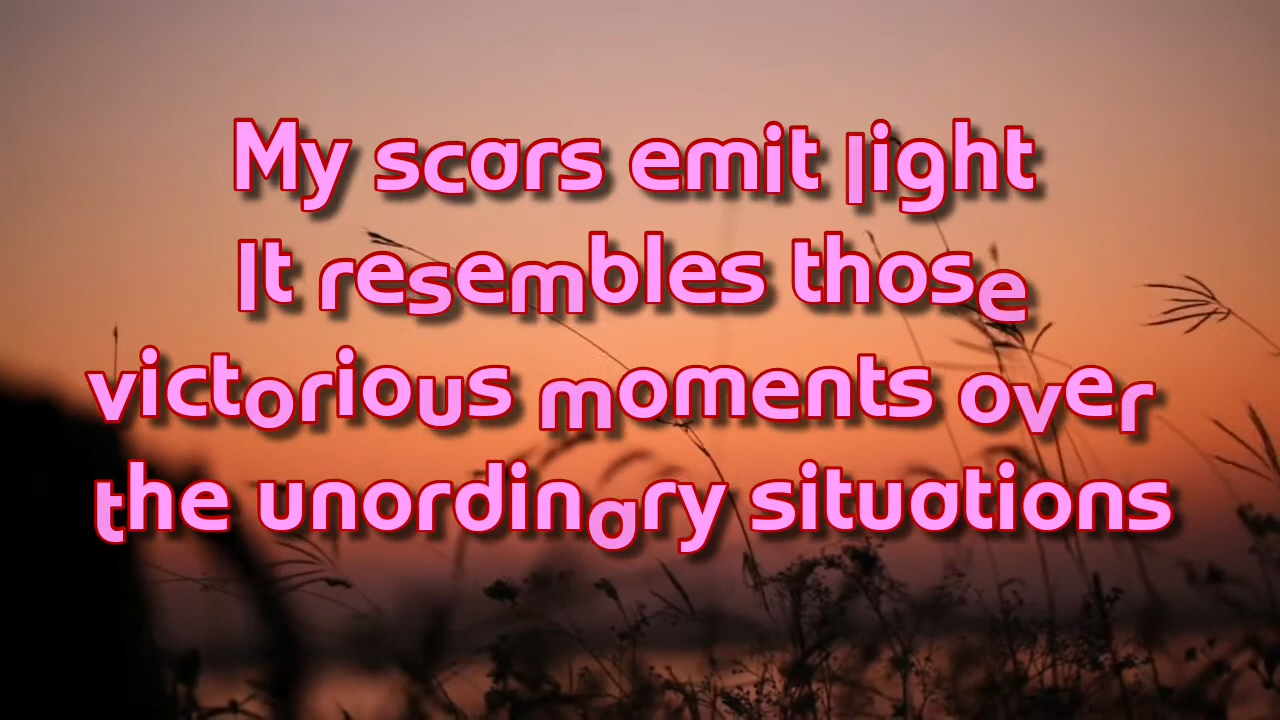 My scars emit light
It resembles those
victorious moments over
the unordinary situations